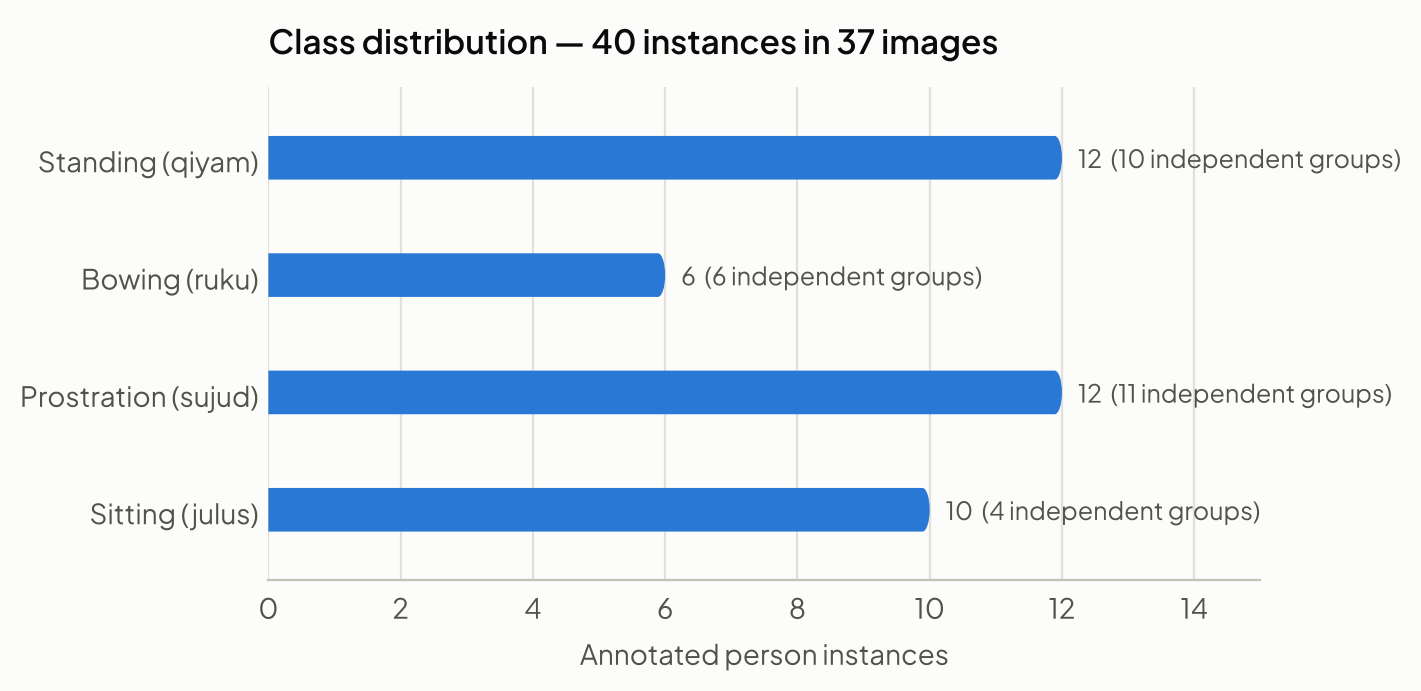 Class distribution — 40 instances in 37 images
Standing (qiyam)
12 (10 independent groups)
Bowing (ruku)
6 (6 independent groups)
Prostration (sujud)
12 (11 independent groups)
Sitting (julus)
10 (4 independent groups)
0 2 4 6 8 10 12 14
Annotated person instances